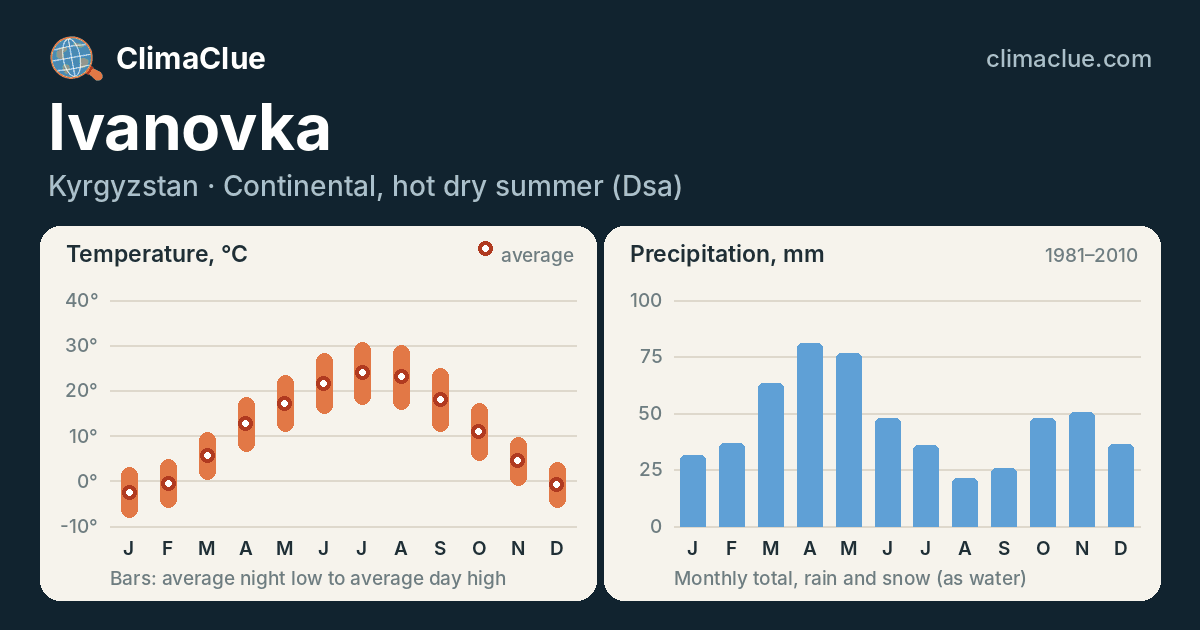 ClimaClue
climaclue.com
Ivanovka
Kyrgyzstan · Continental, hot dry summer (Dsa)
Temperature, °C
average
40°
30°
20°
10°
0°
-10°
J F M A M J J A S O N D
Bars: average night low to average day high
Precipitation, mm
1981–2010
100
75
50
25
0
J F M A M J J A S O N D
Monthly total, rain and snow (as water)